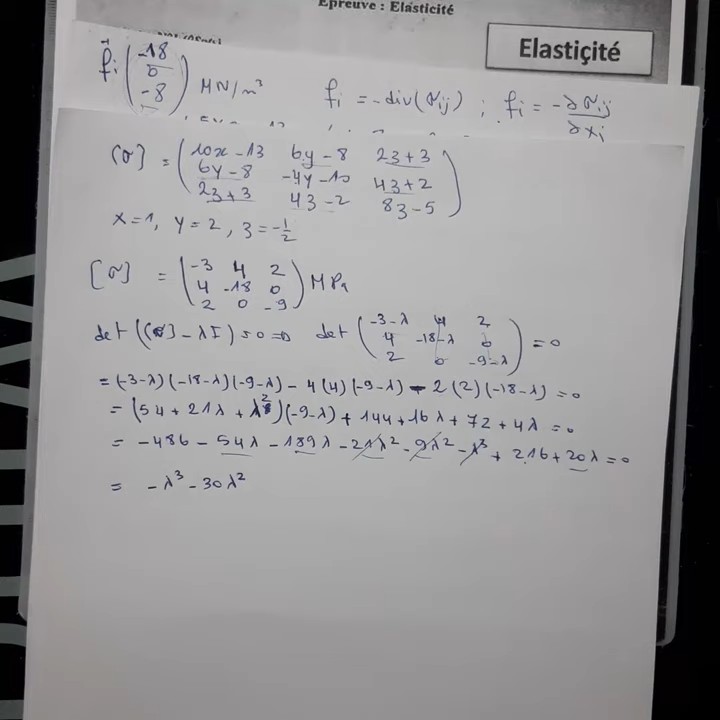 Epreuve : Elasticité
Elastiçité
f⃗i (-18 0 -8) MN/m³ fi = -div(σij) ; fi = -∂σij/∂xj
[σ] = (10x-13 6y-8 2z+3
6y-8 -4y-10 4z+2
2z+3 4z-2 8z-5)
x=1, y=2, z=-1/2
[σ] = (-3 4 2
4 -18 0
2 0 -9) MPa
det([σ] - λI) = 0 => det (-3-λ 4 2
4 -18-λ 0
2 0 -9-λ) = 0
= (-3-λ)(-18-λ)(-9-λ) - 4(4)(-9-λ) - 2(2)(-18-λ) = 0
= (54 + 21λ + λ²)(-9-λ) + 144 + 16λ + 72 + 4λ = 0
= -486 - 54λ - 189λ - 21λ² - 9λ² - λ³ + 216 + 20λ = 0
= -λ³ - 30λ²